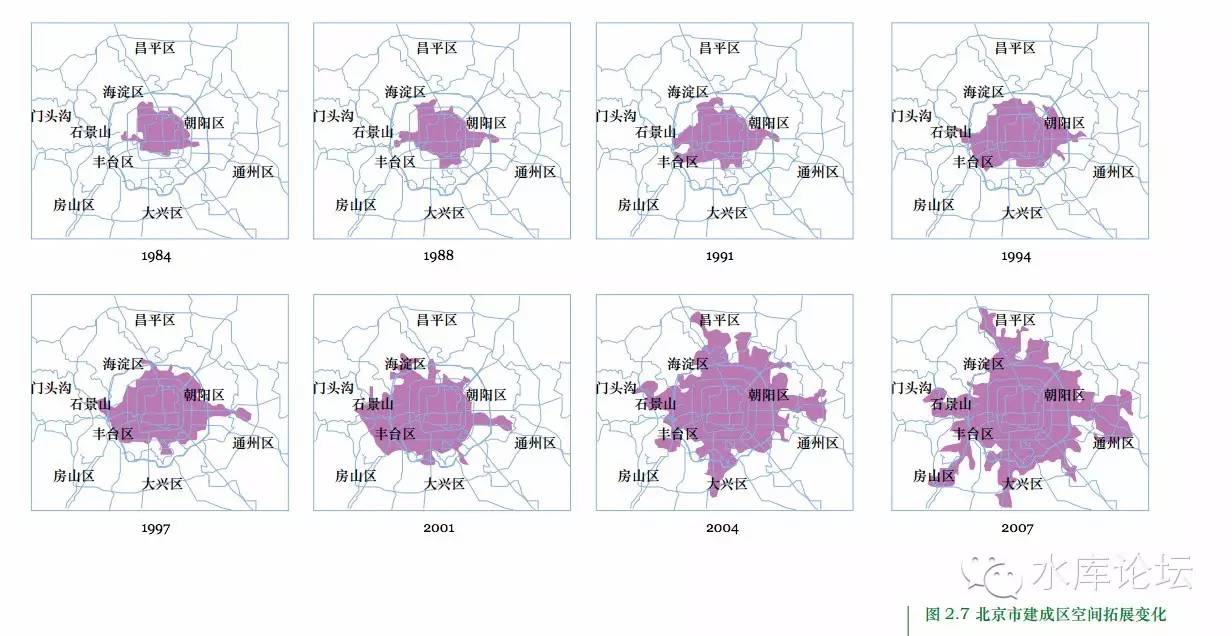 昌平区
海淀区
门头沟
朝阳区
石景山
丰台区
通州区
房山区
大兴区
1984
昌平区
海淀区
门头沟
朝阳区
石景山
丰台区
通州区
房山区
大兴区
1988
昌平区
海淀区
门头沟
朝阳区
石景山
丰台区
通州区
房山区
大兴区
1991
昌平区
海淀区
门头沟
朝阳区
石景山
丰台区
通州区
房山区
大兴区
1994
昌平区
海淀区
门头沟
朝阳区
石景山
丰台区
通州区
房山区
大兴区
1997
昌平区
海淀区
门头沟
朝阳区
石景山
丰台区
通州区
房山区
大兴区
2001
昌平区
海淀区
门头沟
朝阳区
石景山
丰台区
通州区
房山区
大兴区
2004
昌平区
海淀区
门头沟
朝阳区
石景山
丰台区
通州区
房山区
大兴区
2007
水库论坛
图 2.7 北京市建成区空间拓展变化